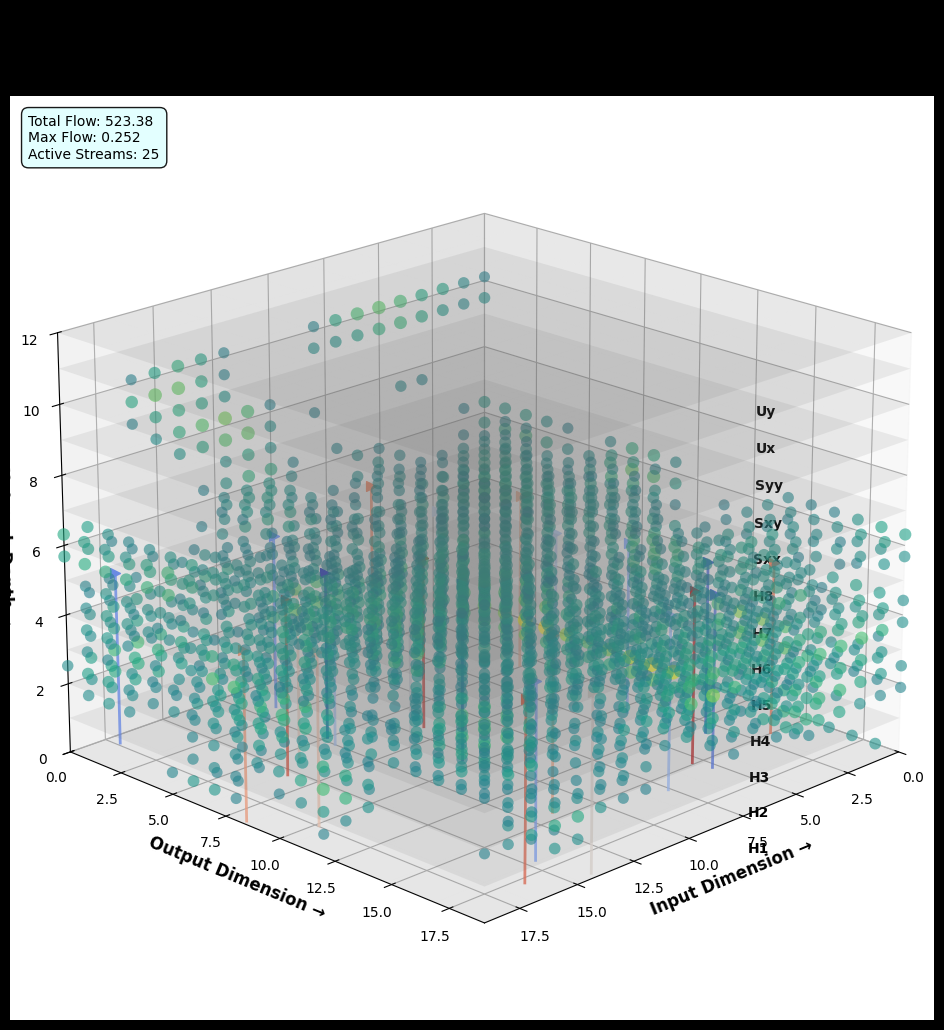 Total Flow: 523.38
Max Flow: 0.252
Active Streams: 25
12
10
8
6
4
2
0
Uy
Ux
Syy
Sxy
Sxx
H8
H7
H6
H5
H4
H3
H2
H1
0.0
2.5
5.0
7.5
10.0
12.5
15.0
17.5
Output Dimension →
0.0
2.5
5.0
7.5
10.0
12.5
15.0
17.5
Input Dimension →